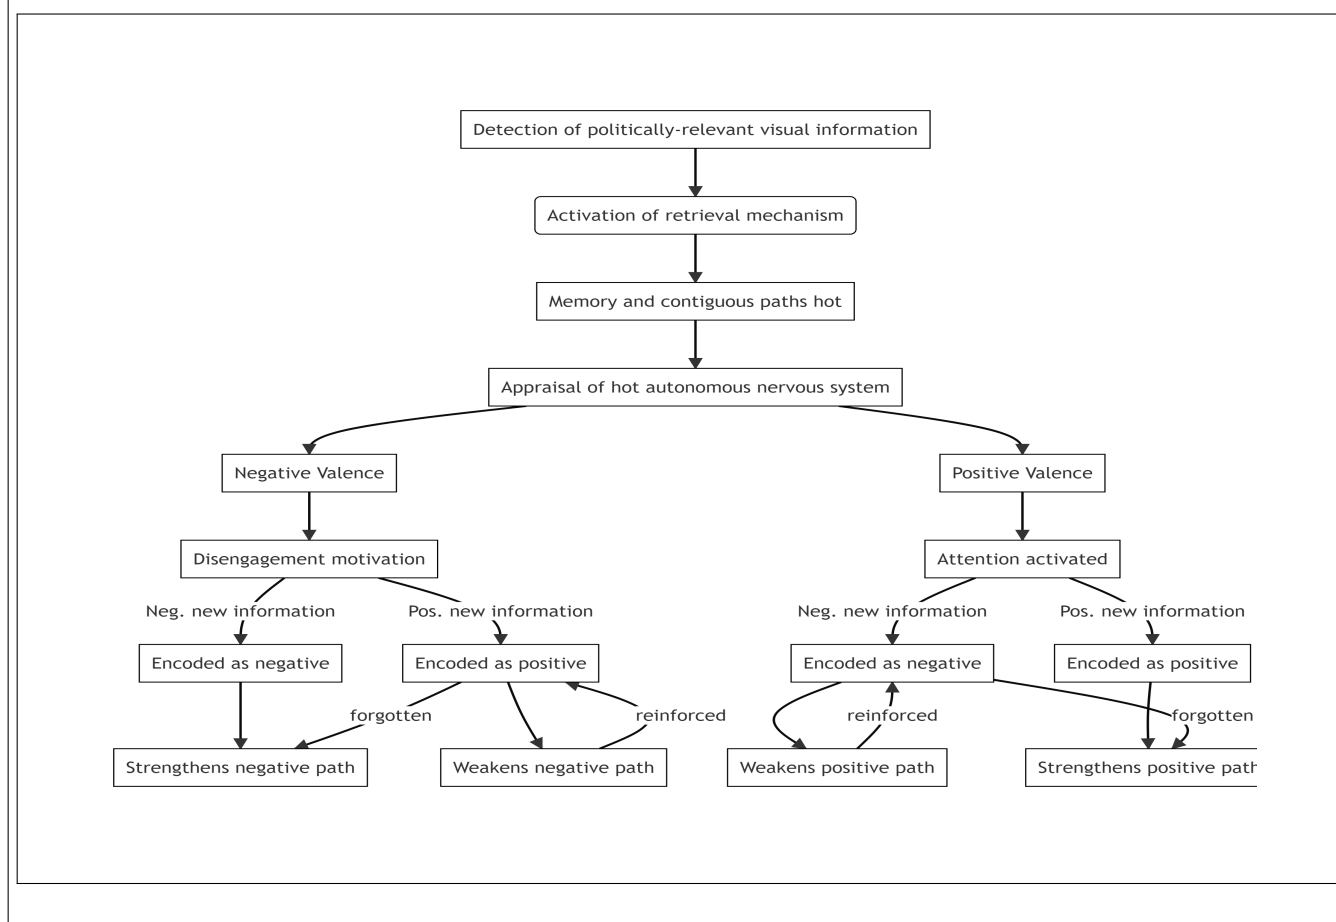 Detection of politically-relevant visual information
Activation of retrieval mechanism
Memory and contiguous paths hot
Appraisal of hot autonomous nervous system
Negative Valence
Positive Valence
Disengagement motivation
Attention activated
Neg. new information
Pos. new information
Neg. new information
Pos. new information
Encoded as negative
Encoded as positive
Encoded as negative
Encoded as positive
forgotten
reinforced
reinforced
forgotten
Strengthens negative path
Weakens negative path
Weakens positive path
Strengthens positive path